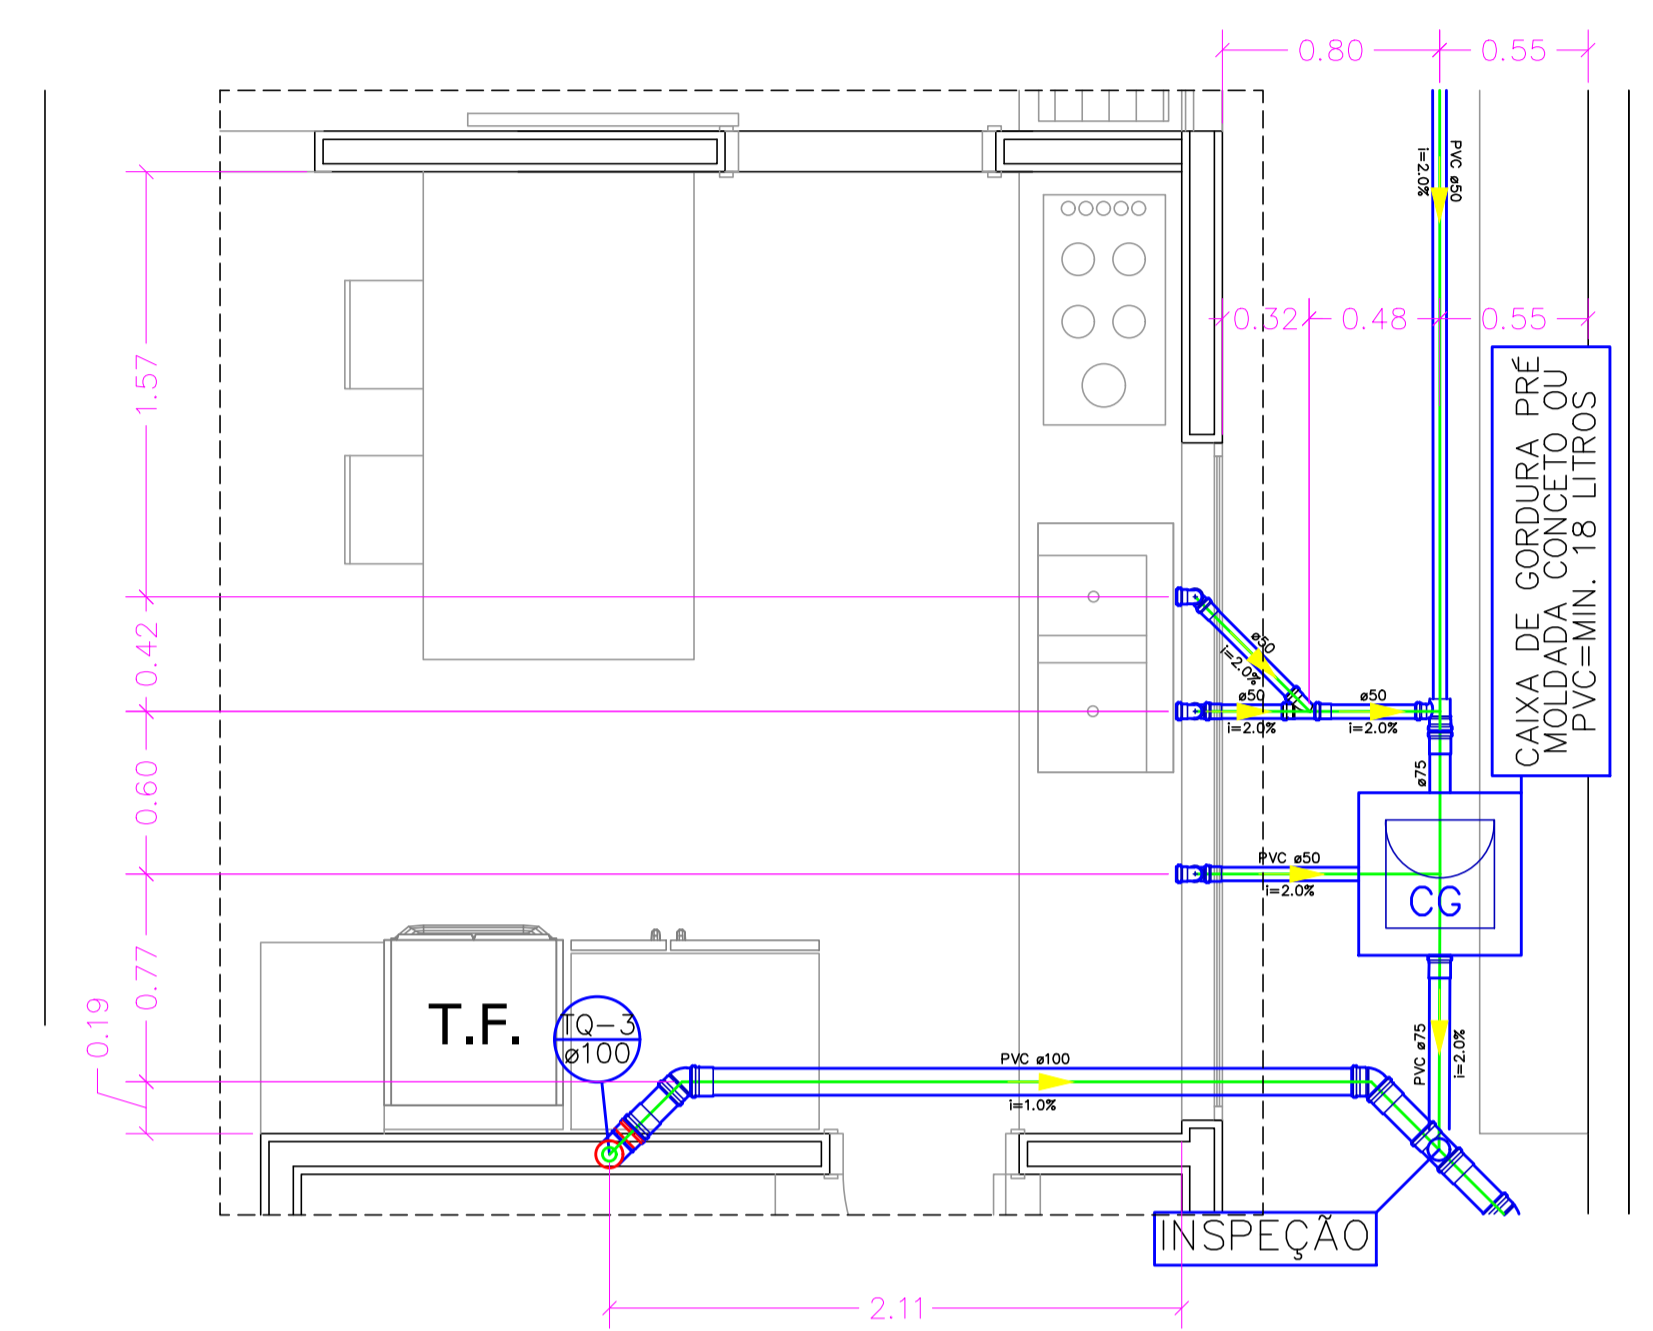 0.80
0.55
PVC ø50
i=2.0%
0.32
0.48
0.55
1.57
CAIXA DE GORDURA PRÉ
MOLDADA CONCETO OU
PVC=MIN. 18 LITROS
0.42
ø50
i=2.0%
ø50
i=2.0%
ø50
i=2.0%
0.60
ø75
PVC ø50
i=2.0%
CG
0.77
0.19
T.F.
TQ-3
ø100
PVC ø100
i=1.0%
PVC ø75
i=2.0%
INSPEÇÃO
2.11